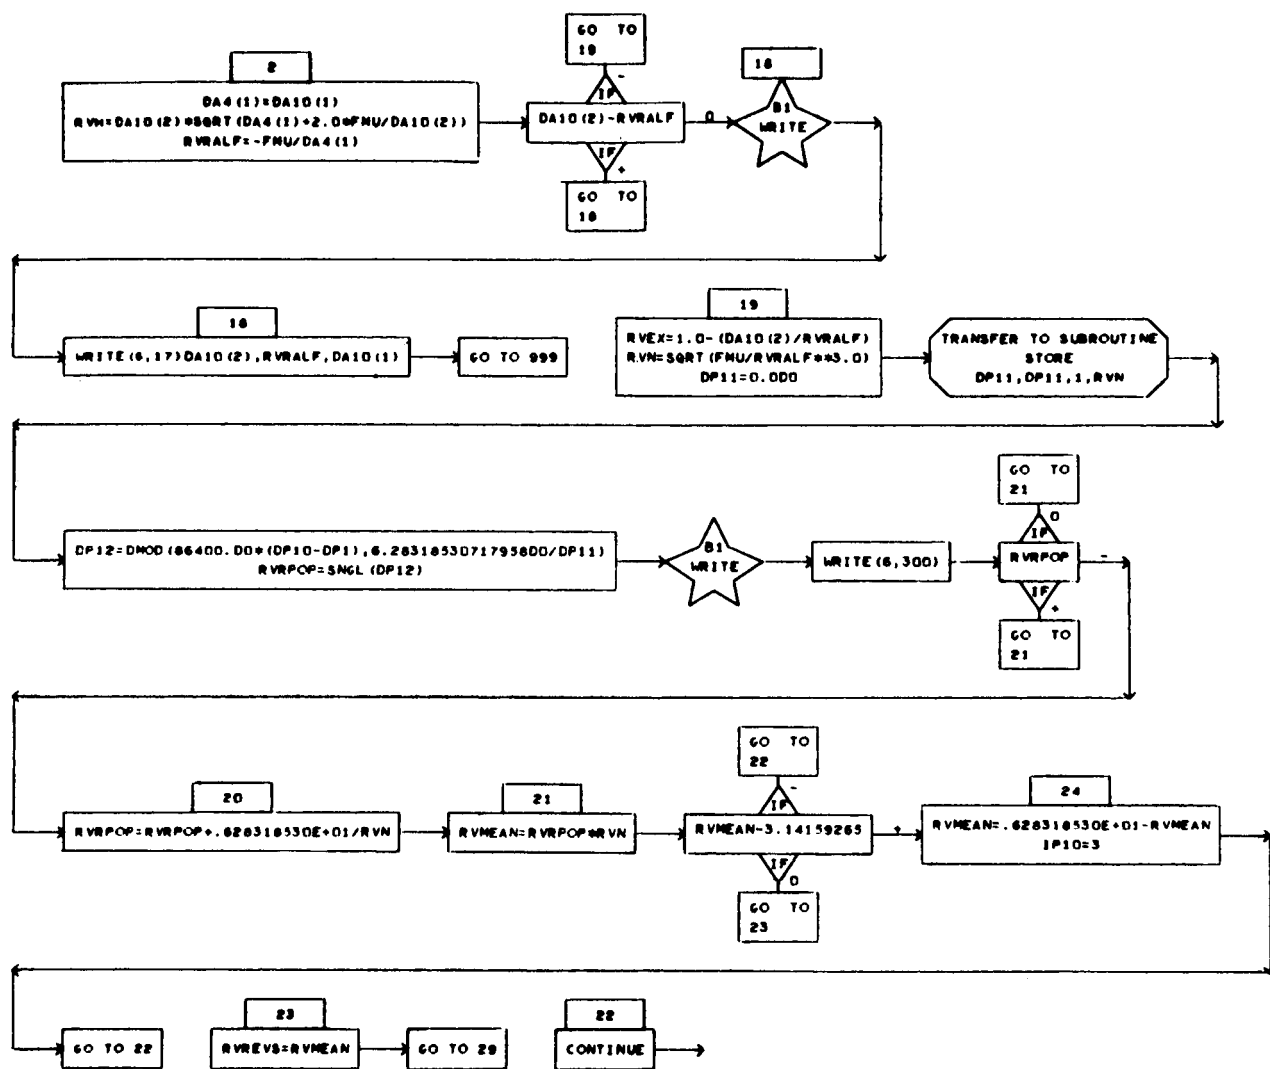 GO TO
19
2
-
18
IF
DA4(1)=DA10(1)
RVH=DA10(2)*SQRT(DA4(1)+2.0*FMU/DA10(2))
RVRALF=-FMU/DA4(1)
DA10(2)-RVRALF
0
B1
WRITE
IF
+
GO TO
18
18
WRITE(6,17)DA10(2),RVRALF,DA10(1)
GO TO 999
19
RVEX=1.0-(DA10(2)/RVRALF)
RVN=SQRT(FMU/RVRALF**3.0)
DP11=0.0D0
TRANSFER TO SUBROUTINE
STORE
DP11,DP11,1,RVN
GO TO
21
0
IF
DP12=DMOD(86400.D0*(DP10-DP1),6.28318530717958D0/DP11)
RVRPOP=SNGL(DP12)
B1
WRITE
WRITE(6,300)
RVRPOP
-
IF
+
GO TO
21
GO TO
22
-
IF
20
RVRPOP=RVRPOP+.628318530E+01/RVN
21
RVMEAN=RVRPOP*RVN
RVMEAN-3.14159265
+
24
RVMEAN=.628318530E+01-RVMEAN
IP10=3
IF
0
GO TO
23
GO TO 22
23
RVREVS=RVMEAN
GO TO 29
22
CONTINUE